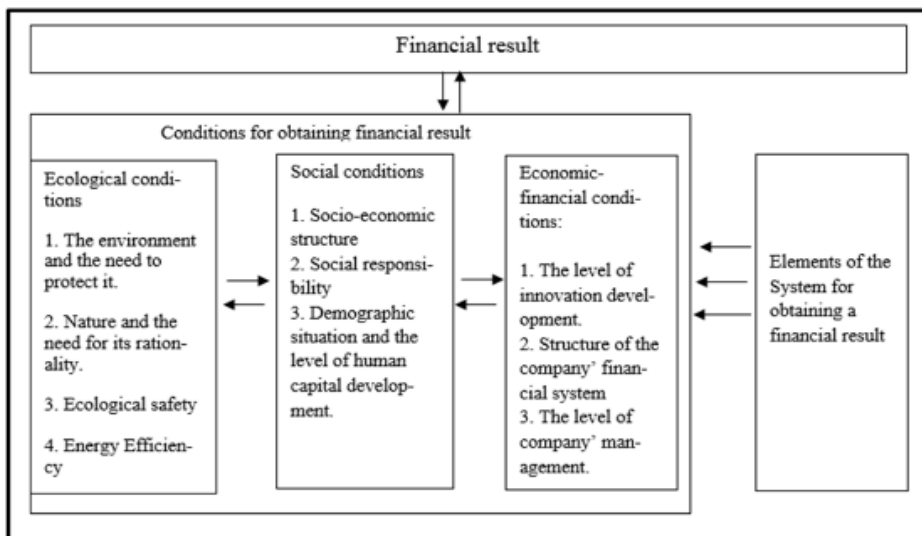 Financial result
Conditions for obtaining financial result
Ecological condi-
tions
1. The environment
and the need to
protect it.
2. Nature and the
need for its ration-
ality.
3. Ecological safety
4. Energy Efficien-
cy
Social conditions
1. Socio-economic
structure
2. Social responsi-
bility
3. Demographic
situation and the
level of human
capital develop-
ment.
Economic-
financial condi-
tions:
1. The level of
innovation devel-
opment.
2. Structure of the
company’ finan-
cial system
3. The level of
company’ man-
agement.
Elements of the
System for
obtaining a
financial result